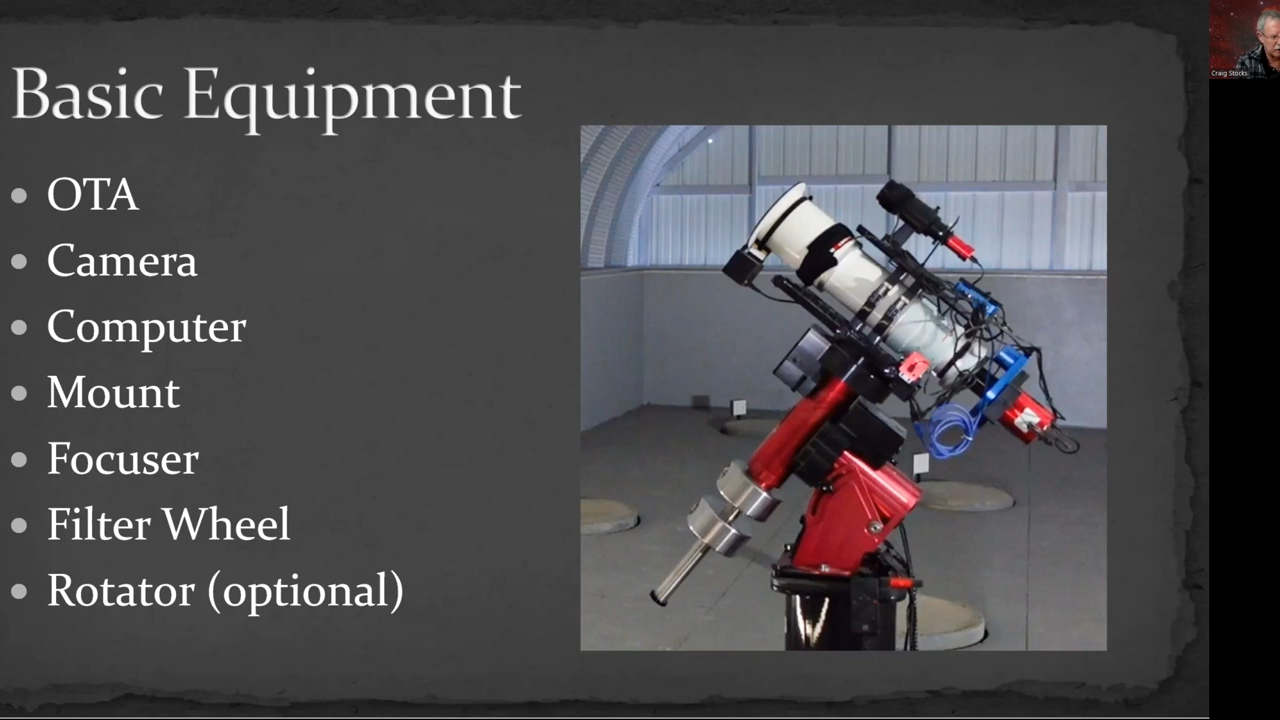 Basic Equipment
OTA
Camera
Computer
Mount
Focuser
Filter Wheel
Rotator (optional)
Craig Stocks